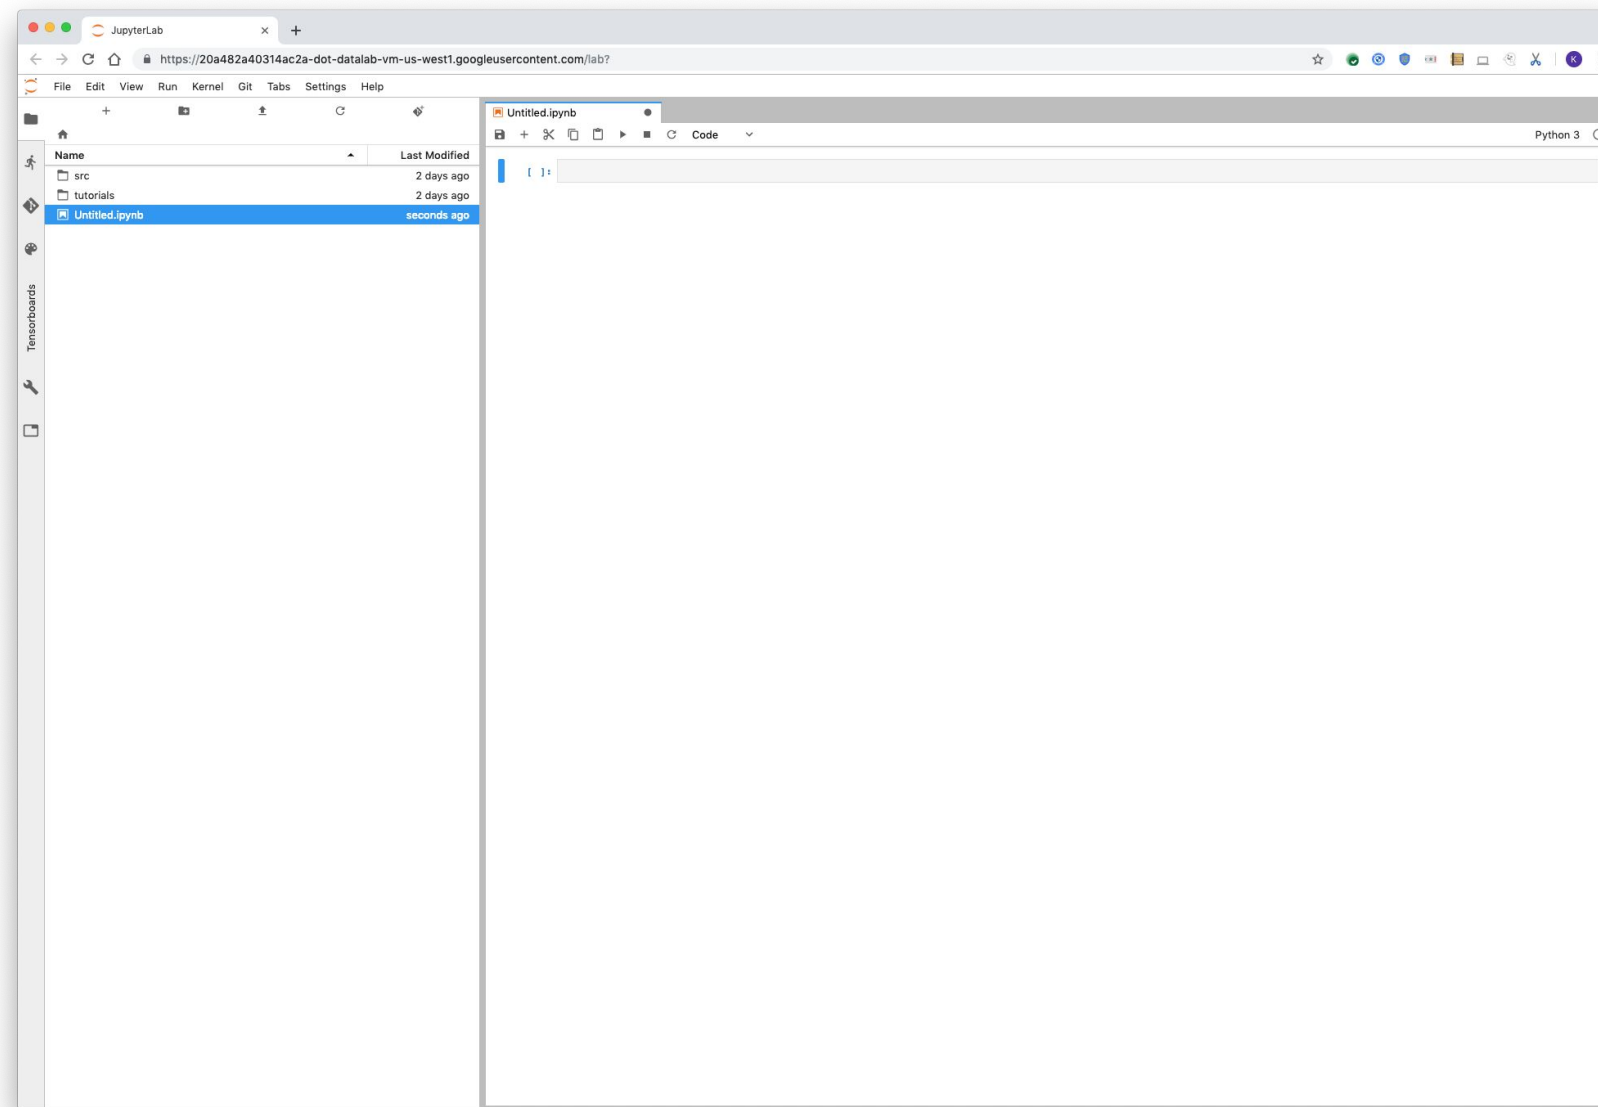 JupyterLab
https://20a482a40314ac2a-dot-datalab-vm-us-west1.googleusercontent.com/lab?
K
File Edit View Run Kernel Git Tabs Settings Help
Untitled.ipynb
Code
Python 3
Name Last Modified
src 2 days ago
tutorials 2 days ago
Untitled.ipynb seconds ago
[ ]:
Tensorboards